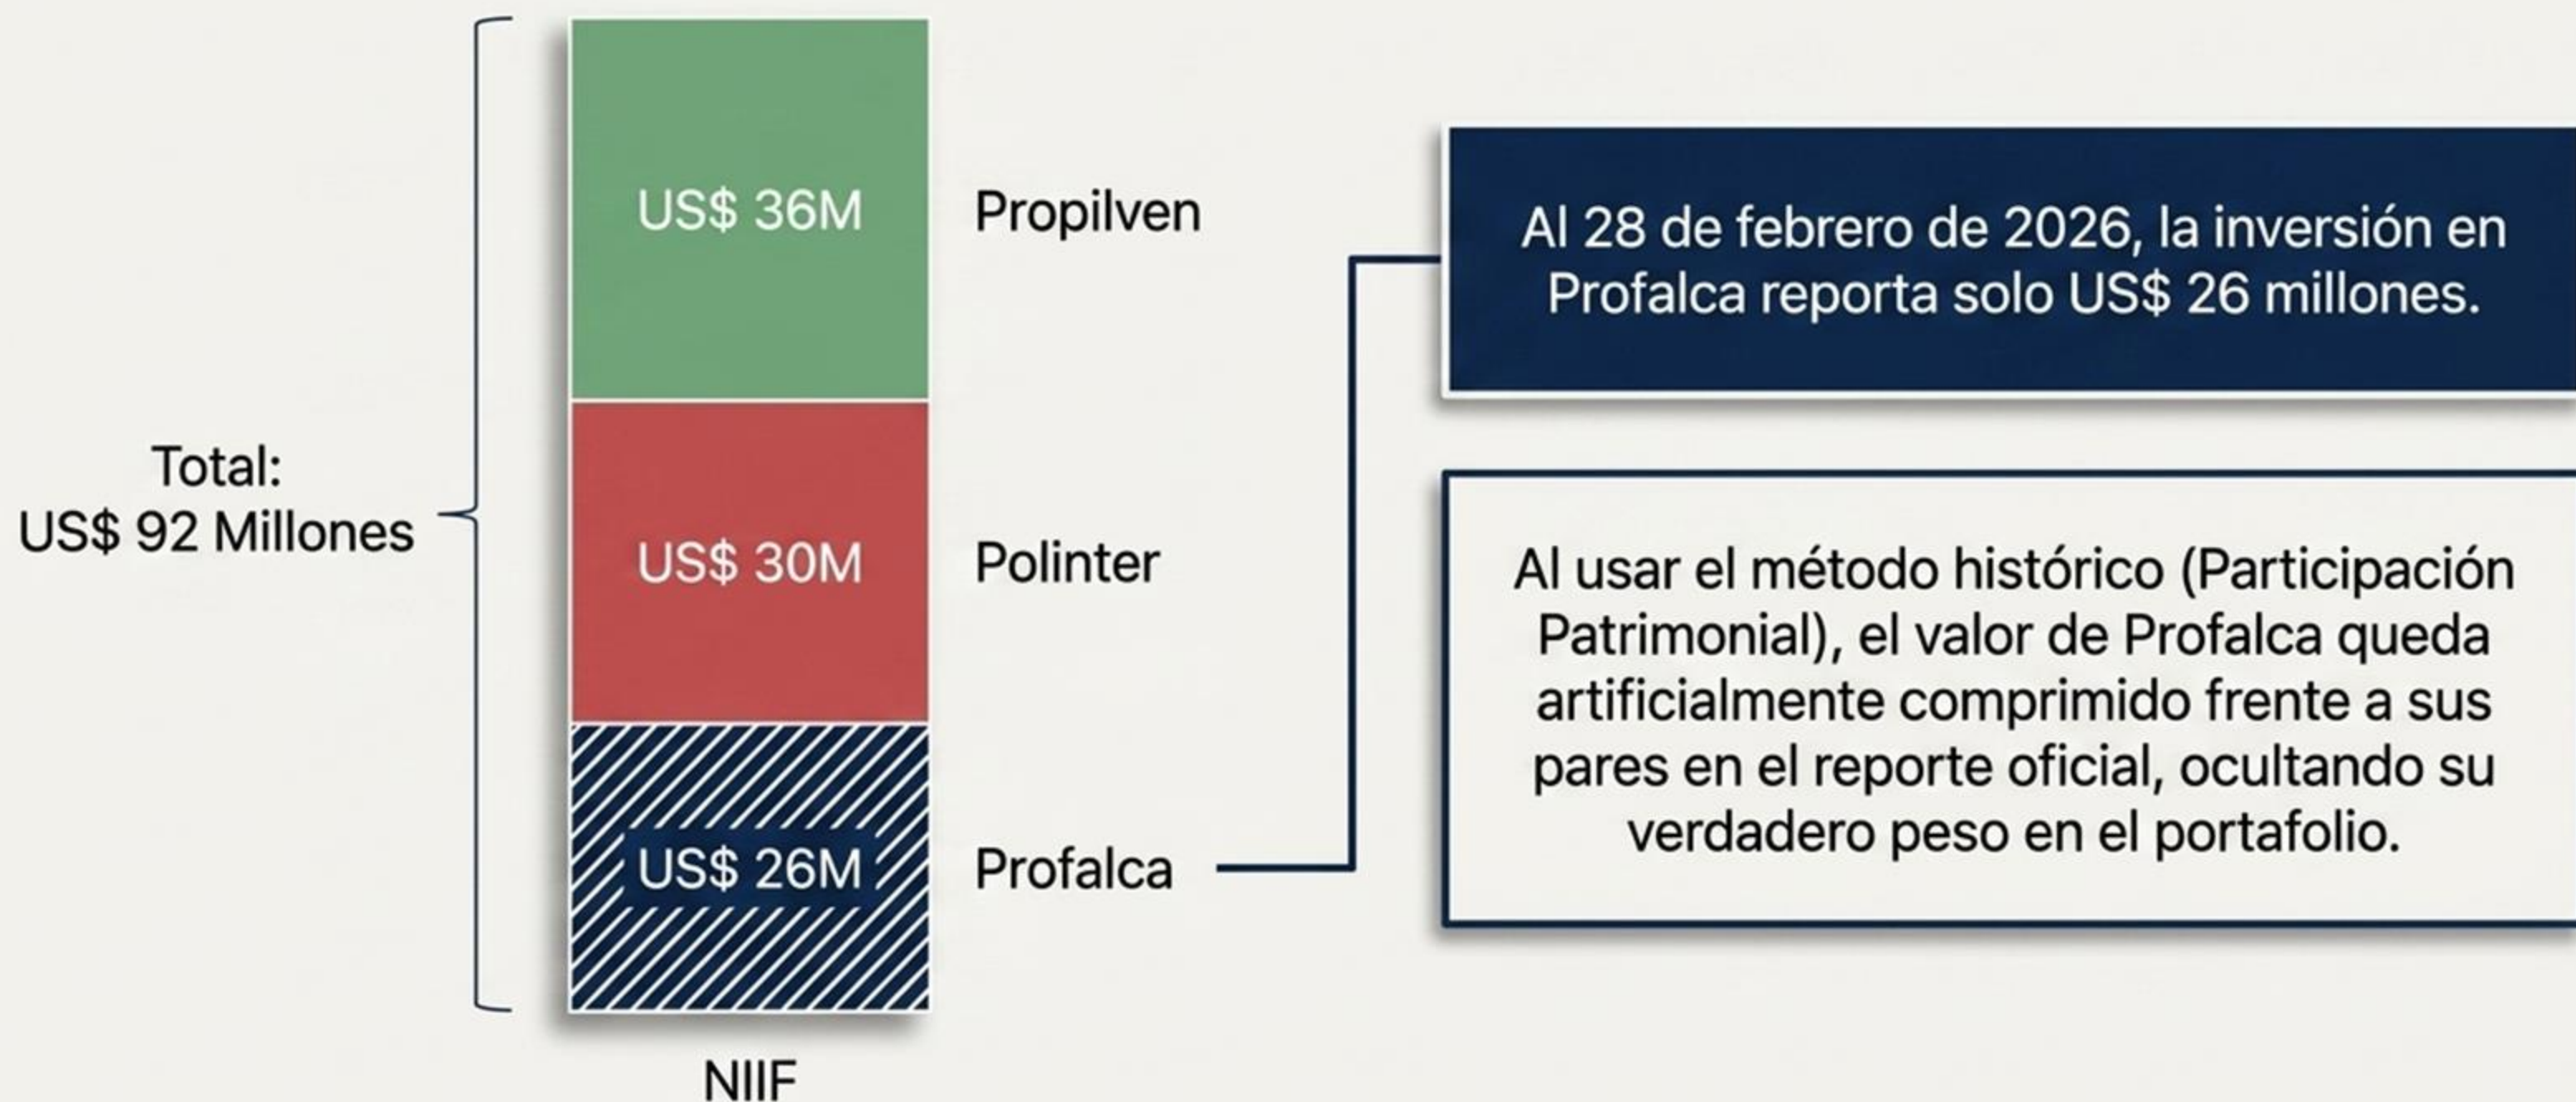 Total:
US$ 92 Millones
US$ 36M
Propilven
US$ 30M
Polinter
US$ 26M
Profalca
NIIF
Al 28 de febrero de 2026, la inversión en
Profalca reporta solo US$ 26 millones.
Al usar el método histórico (Participación
Patrimonial), el valor de Profalca queda
artificialmente comprimido frente a sus
pares en el reporte oficial, ocultando su
verdadero peso en el portafolio.